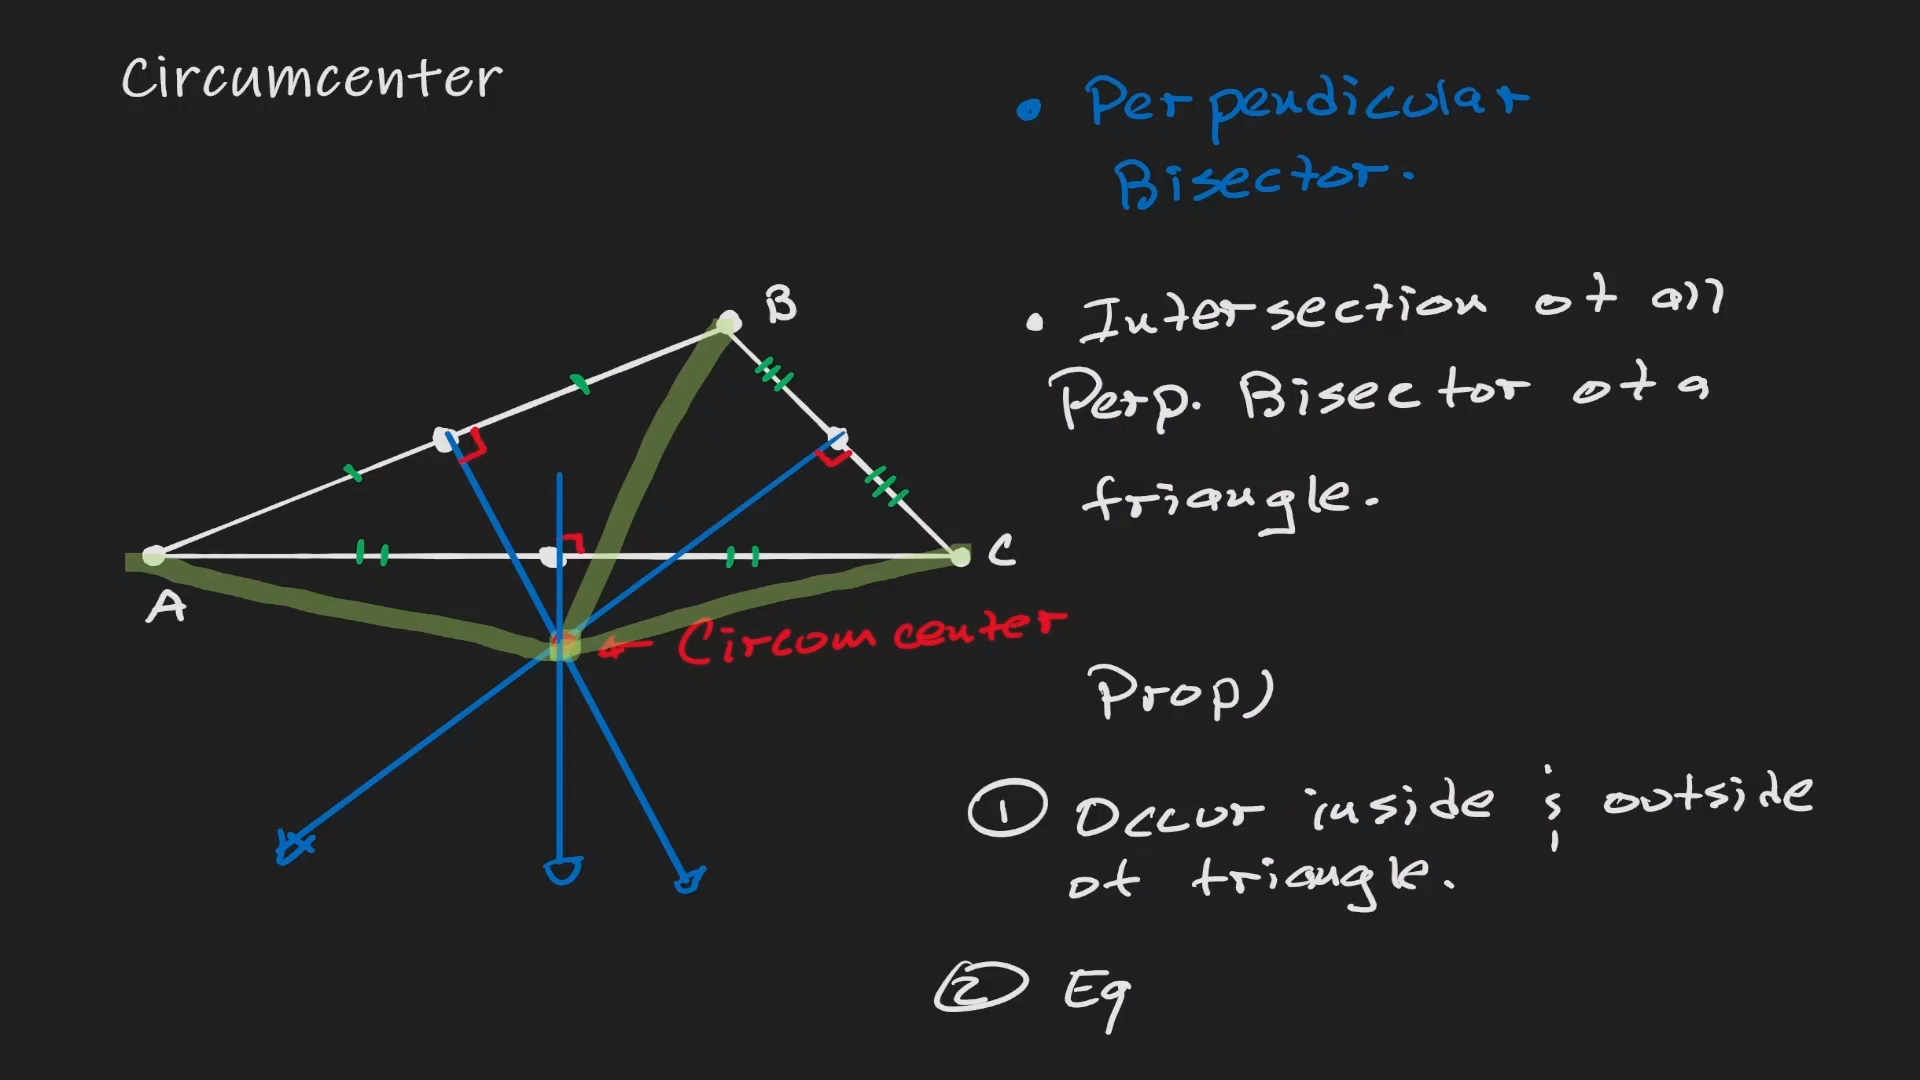 Circumcenter
• Perpendicular
Bisector.
B
• Intersection of all
Perp. Bisector of a
triangle.
C
A
← Circumcenter
Prop)
① Occur inside & outside
of triangle.
② Eq